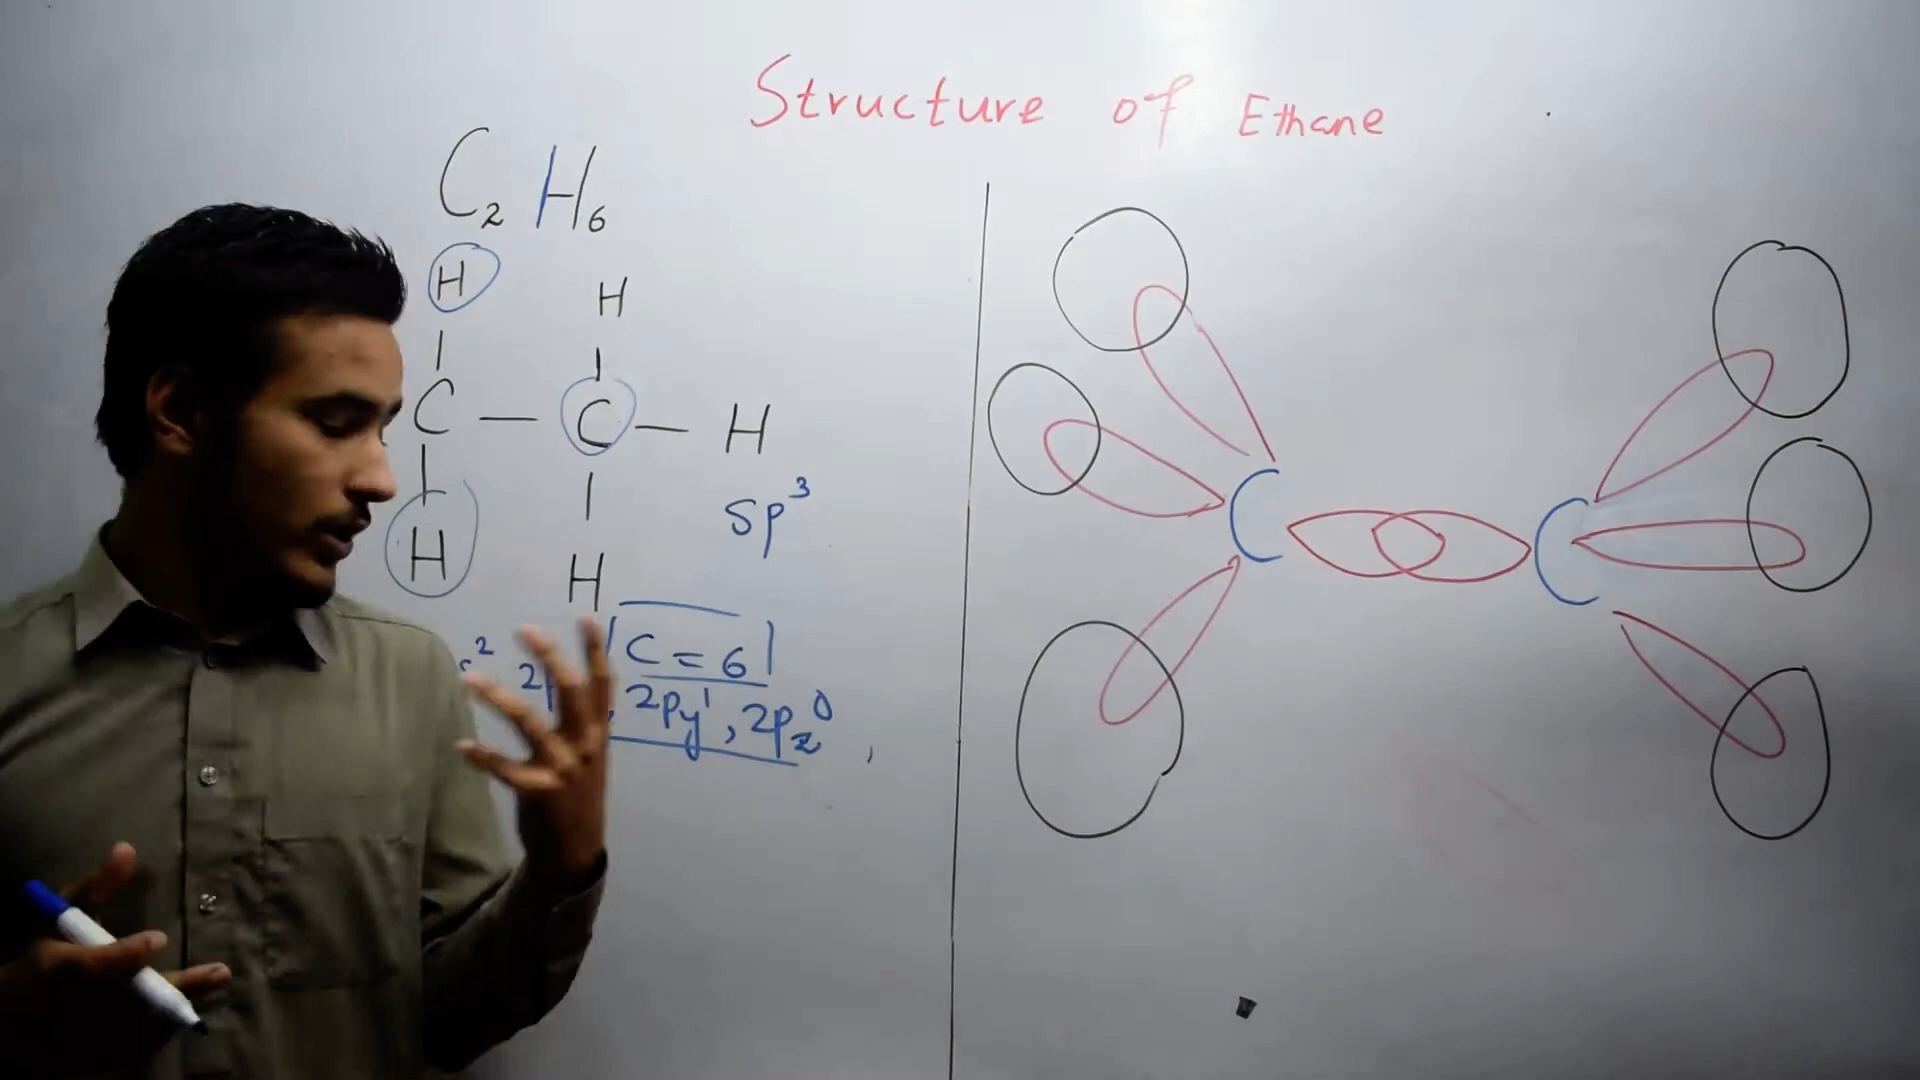 Structure of Ethane
C₂ H₆
H H
C — C — H
H H
Sp³
C = 6
2py¹, 2pz⁰,
C C